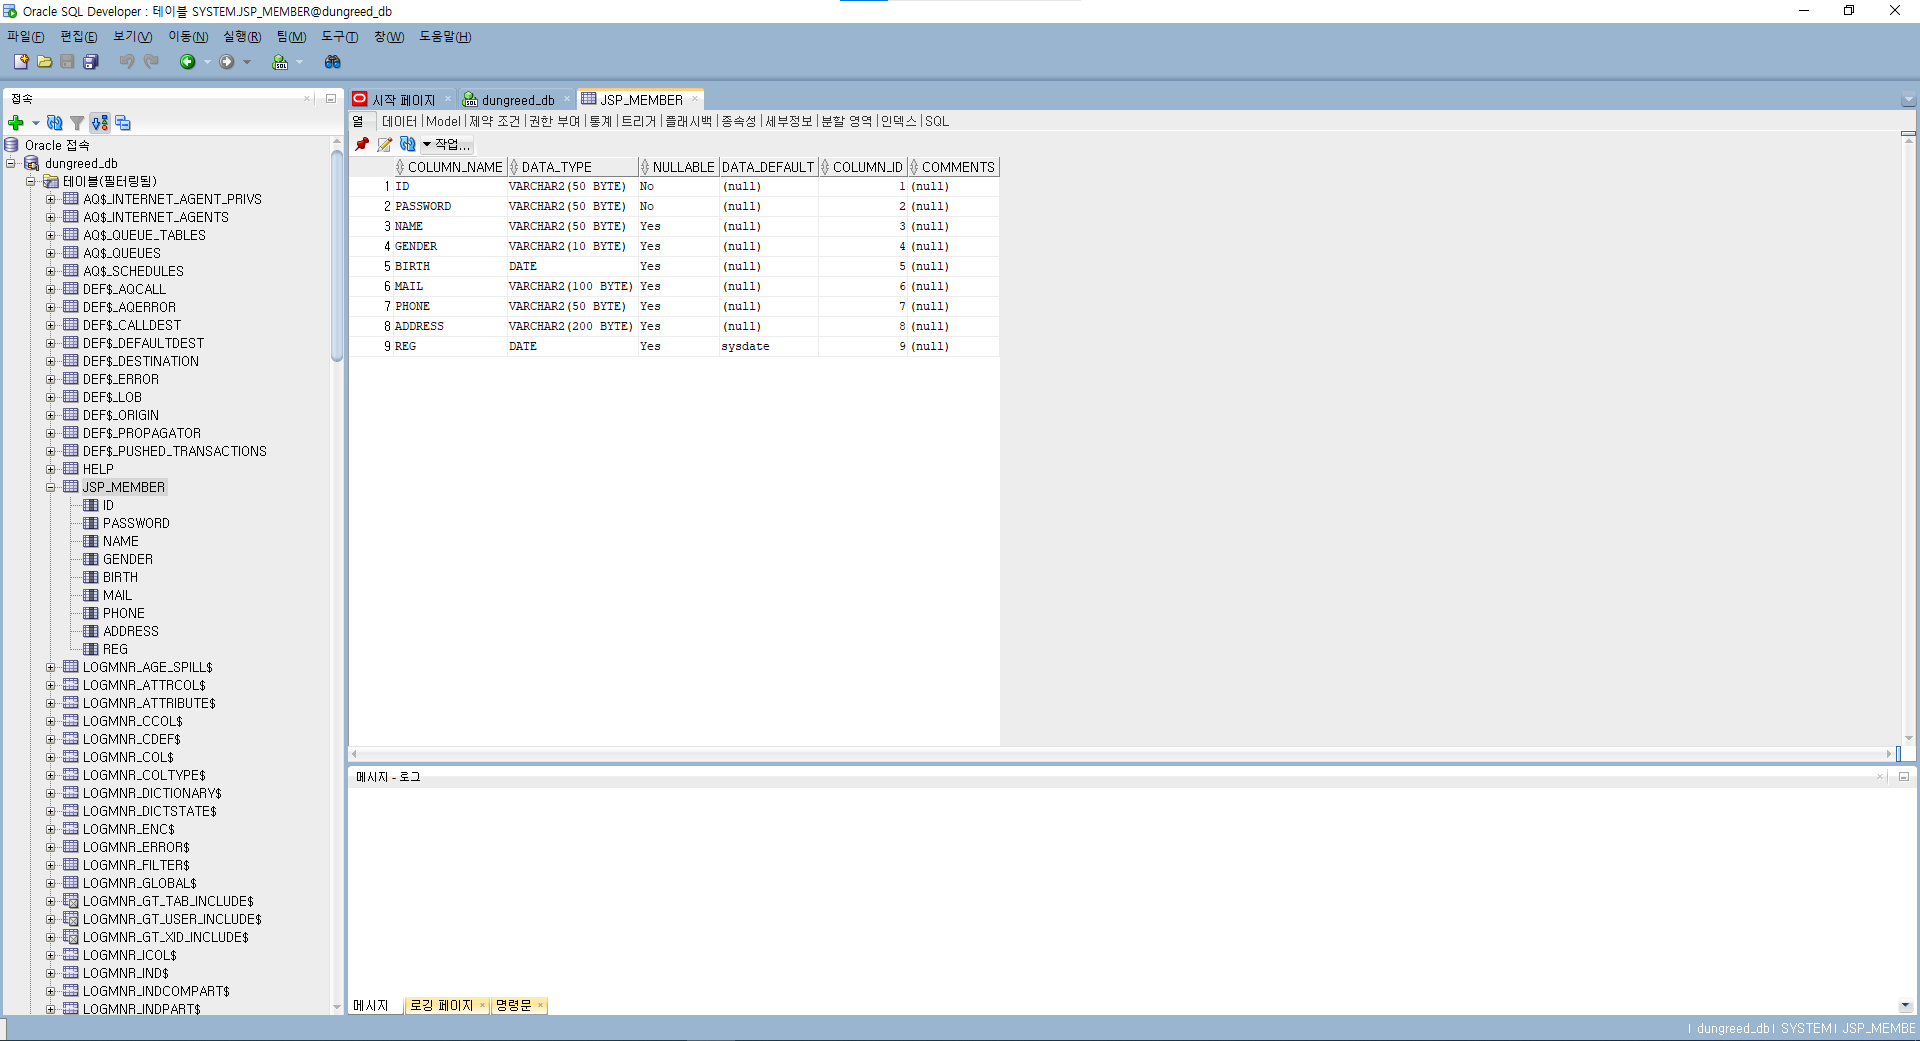 Oracle SQL Developer : 테이블 SYSTEM.JSP_MEMBER@dungreed_db
파일(F) 편집(E) 보기(V) 이동(N) 실행(R) 팀(M) 도구(T) 창(W) 도움말(H)
접속
Oracle 접속
dungreed_db
테이블(필터링됨)
AQ$_INTERNET_AGENT_PRIVS
AQ$_INTERNET_AGENTS
AQ$_QUEUE_TABLES
AQ$_QUEUES
AQ$_SCHEDULES
DEF$_AQCALL
DEF$_AQERROR
DEF$_CALLDEST
DEF$_DEFAULTDEST
DEF$_DESTINATION
DEF$_ERROR
DEF$_LOB
DEF$_ORIGIN
DEF$_PROPAGATOR
DEF$_PUSHED_TRANSACTIONS
HELP
JSP_MEMBER
ID
PASSWORD
NAME
GENDER
BIRTH
MAIL
PHONE
ADDRESS
REG
LOGMNR_AGE_SPILL$
LOGMNR_ATTRCOL$
LOGMNR_ATTRIBUTE$
LOGMNR_CCOL$
LOGMNR_CDEF$
LOGMNR_COL$
LOGMNR_COLTYPE$
LOGMNR_DICTIONARY$
LOGMNR_DICTSTATE$
LOGMNR_ENC$
LOGMNR_ERROR$
LOGMNR_FILTER$
LOGMNR_GLOBAL$
LOGMNR_GT_TAB_INCLUDE$
LOGMNR_GT_USER_INCLUDE$
LOGMNR_GT_XID_INCLUDE$
LOGMNR_ICOL$
LOGMNR_IND$
LOGMNR_INDCOMPART$
LOGMNR_INDPART$
시작 페이지 dungreed_db JSP_MEMBER
열 데이터 | Model | 제약 조건 | 권한 부여 | 통계 | 트리거 | 플래시백 | 종속성 | 세부정보 | 분할 영역 | 인덱스 | SQL
작업...
COLUMN_NAME DATA_TYPE NULLABLE DATA_DEFAULT COLUMN_ID COMMENTS
1 ID VARCHAR2(50 BYTE) No (null) 1 (null)
2 PASSWORD VARCHAR2(50 BYTE) No (null) 2 (null)
3 NAME VARCHAR2(50 BYTE) Yes (null) 3 (null)
4 GENDER VARCHAR2(10 BYTE) Yes (null) 4 (null)
5 BIRTH DATE Yes (null) 5 (null)
6 MAIL VARCHAR2(100 BYTE) Yes (null) 6 (null)
7 PHONE VARCHAR2(50 BYTE) Yes (null) 7 (null)
8 ADDRESS VARCHAR2(200 BYTE) Yes (null) 8 (null)
9 REG DATE Yes sysdate 9 (null)
메시지 - 로그
메시지 로깅 페이지 명령문
| dungreed_db | SYSTEM | JSP_MEMBE